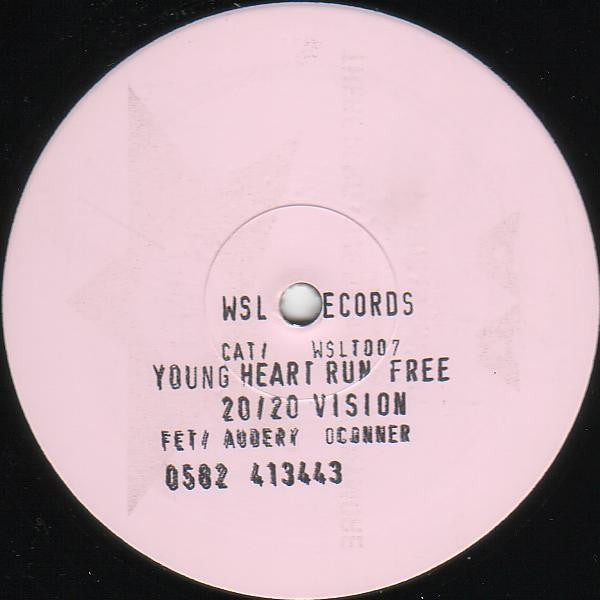 WSL ECORDS
CAT/ WSLT007
YOUNG HEART RUN FREE
20/20 VISION
FET/ AUDERY OCONNER
0582 413443